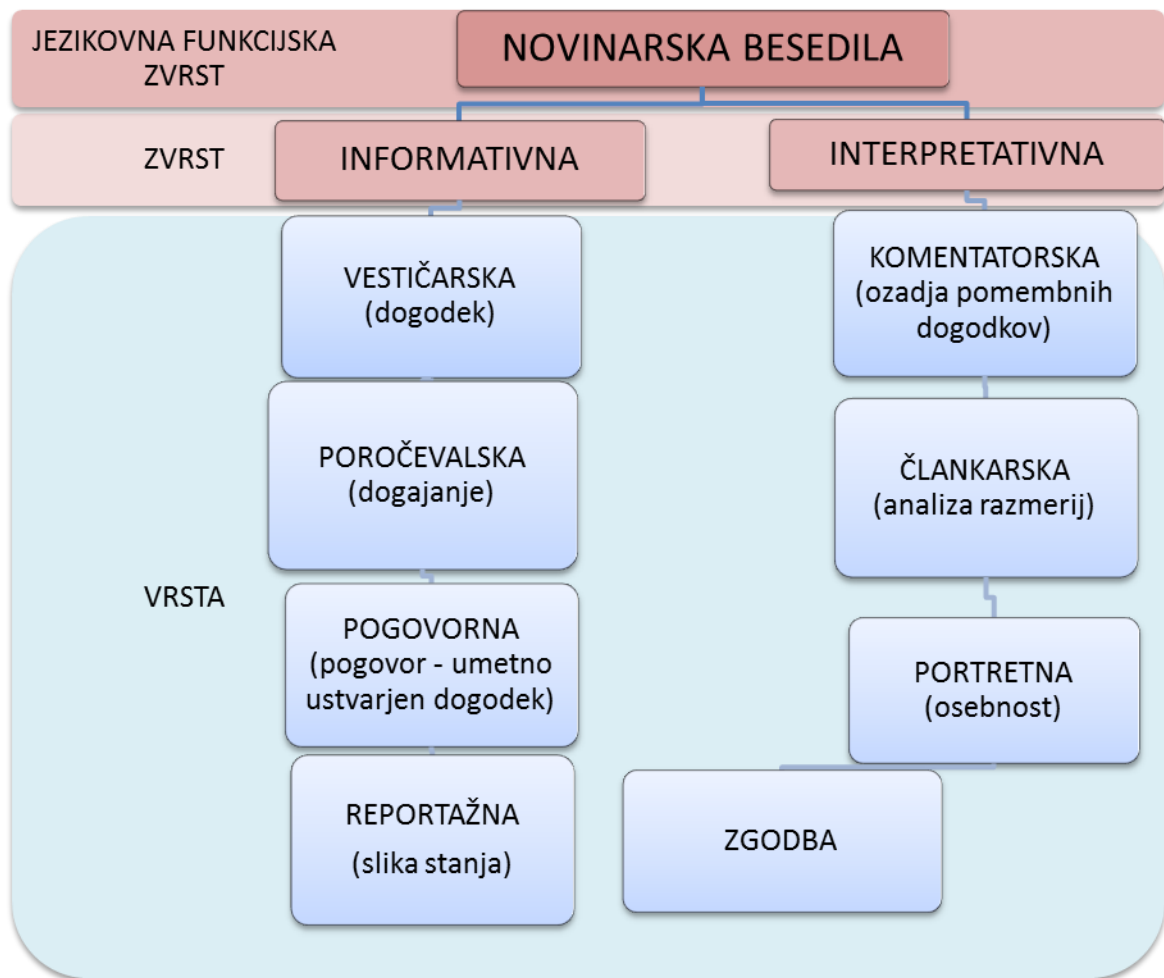 JEZIKOVNA FUNKCIJSKA
ZVRST
NOVINARSKA BESEDILA
ZVRST
INFORMATIVNA
INTERPRETATIVNA
VRSTA
VESTIČARSKA
(dogodek)
POROČEVALSKA
(dogajanje)
POGOVORNA
(pogovor - umetno
ustvarjen dogodek)
REPORTAŽNA
(slika stanja)
KOMENTATORSKA
(ozadja pomembnih
dogodkov)
ČLANKARSKA
(analiza razmerij)
PORTRETNA
(osebnost)
ZGODBA